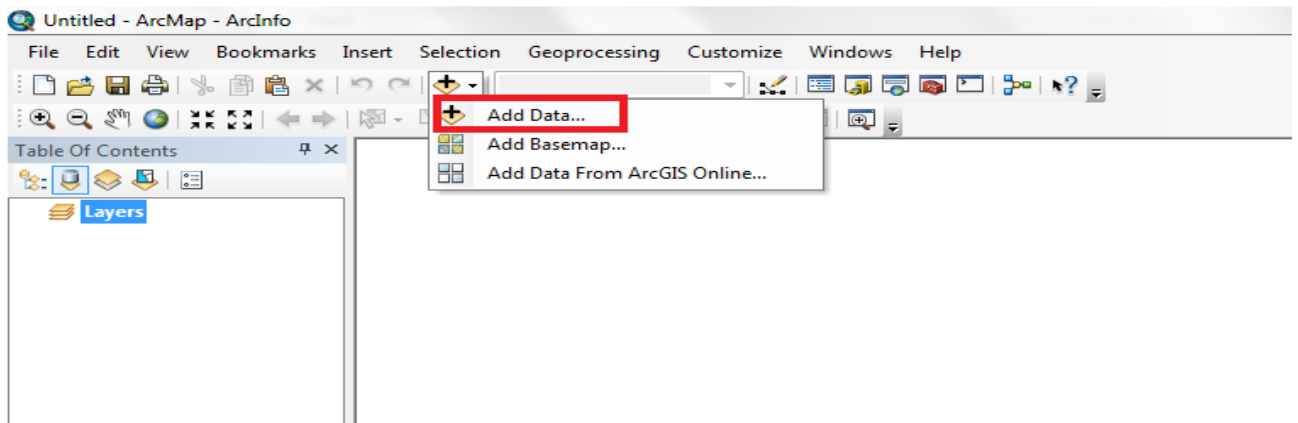 Untitled - ArcMap - ArcInfo
File Edit View Bookmarks Insert Selection Geoprocessing Customize Windows Help
Add Data...
Table Of Contents
Add Basemap...
Add Data From ArcGIS Online...
Layers